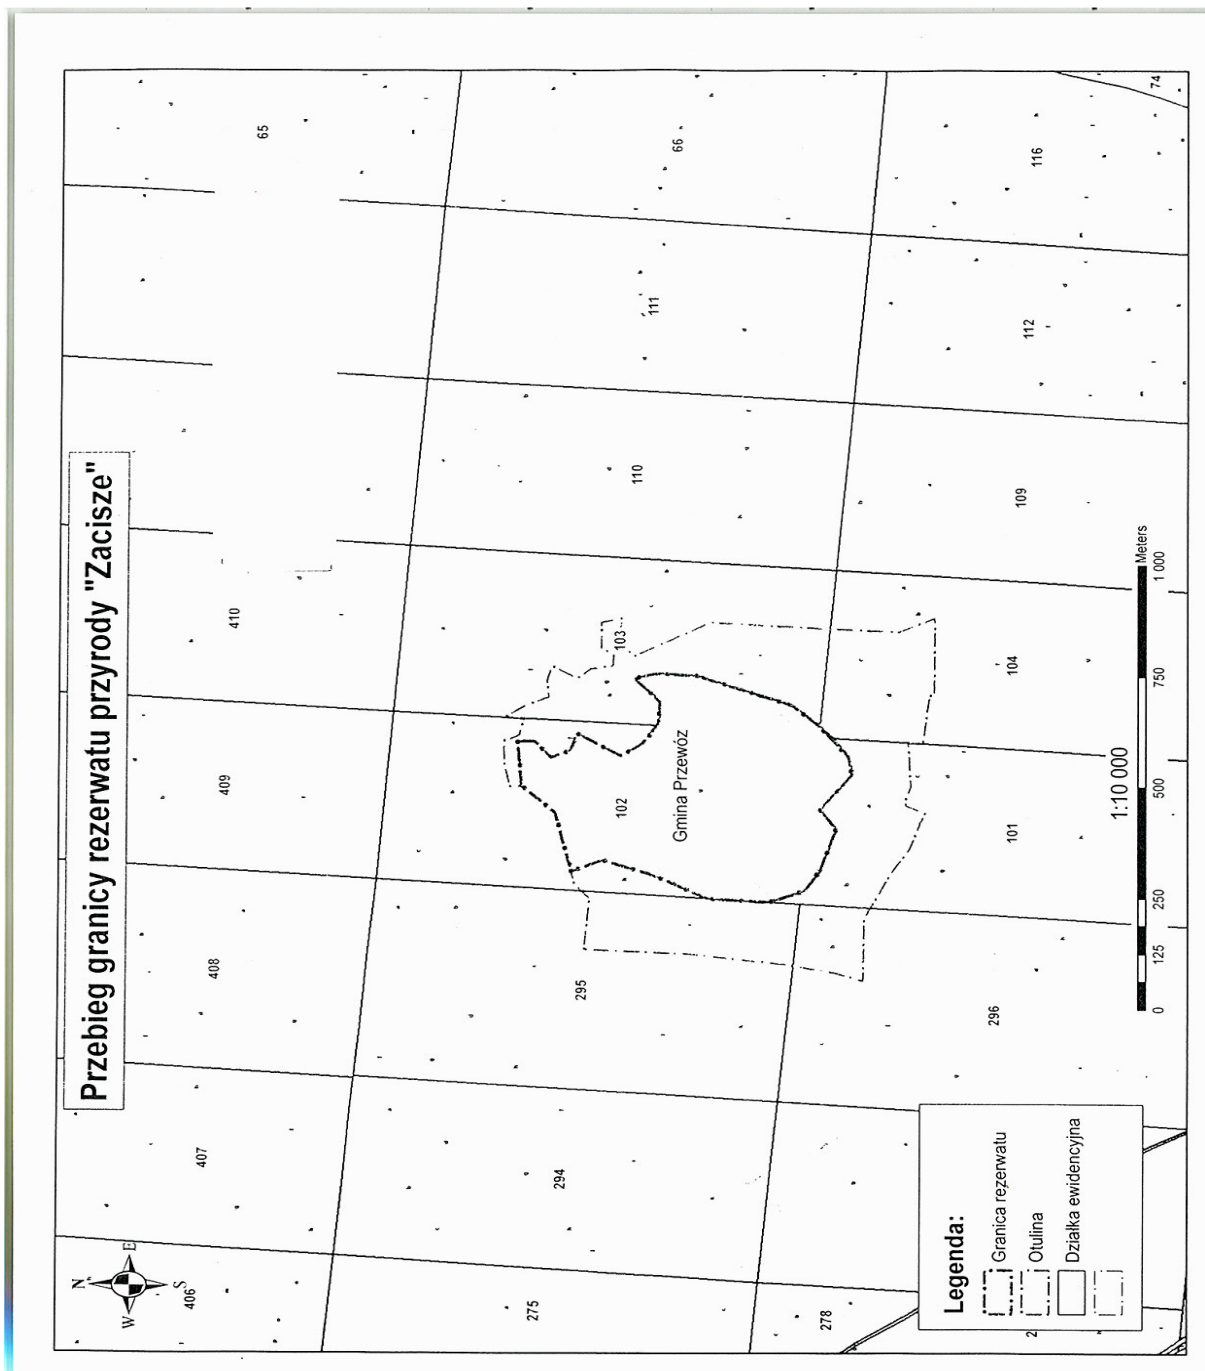 Przebieg granicy rezerwatu przyrody "Zacisze"
N
W
E
S
406
407
408
409
410
65
275
294
295
102
103
110
111
66
Gmina Przewóz
278
296
101
104
109
112
116
74
2
Legenda:
Granica rezerwatu
Otulina
Działka ewidencyjna
1:10 000
0
125
250
500
750
1 000
Meters